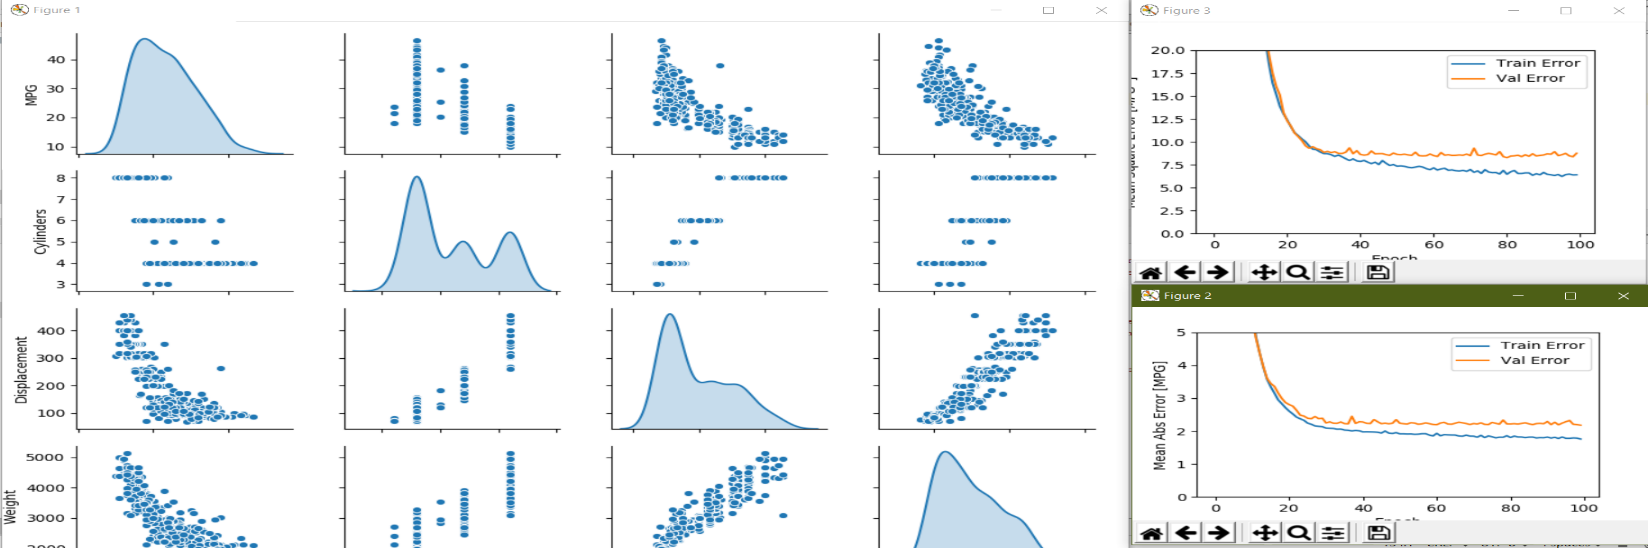 Figure 1
MPG
40
30
20
10
Cylinders
8
7
6
5
4
3
Displacement
400
300
200
100
Weight
5000
4000
3000
Figure 3
20.0
17.5
15.0
12.5
10.0
7.5
5.0
2.5
0.0
Train Error
Val Error
0 20 40 60 80 100
Epoch
Figure 2
Mean Abs Error [MPG]
5
4
3
2
1
0
Train Error
Val Error
0 20 40 60 80 100